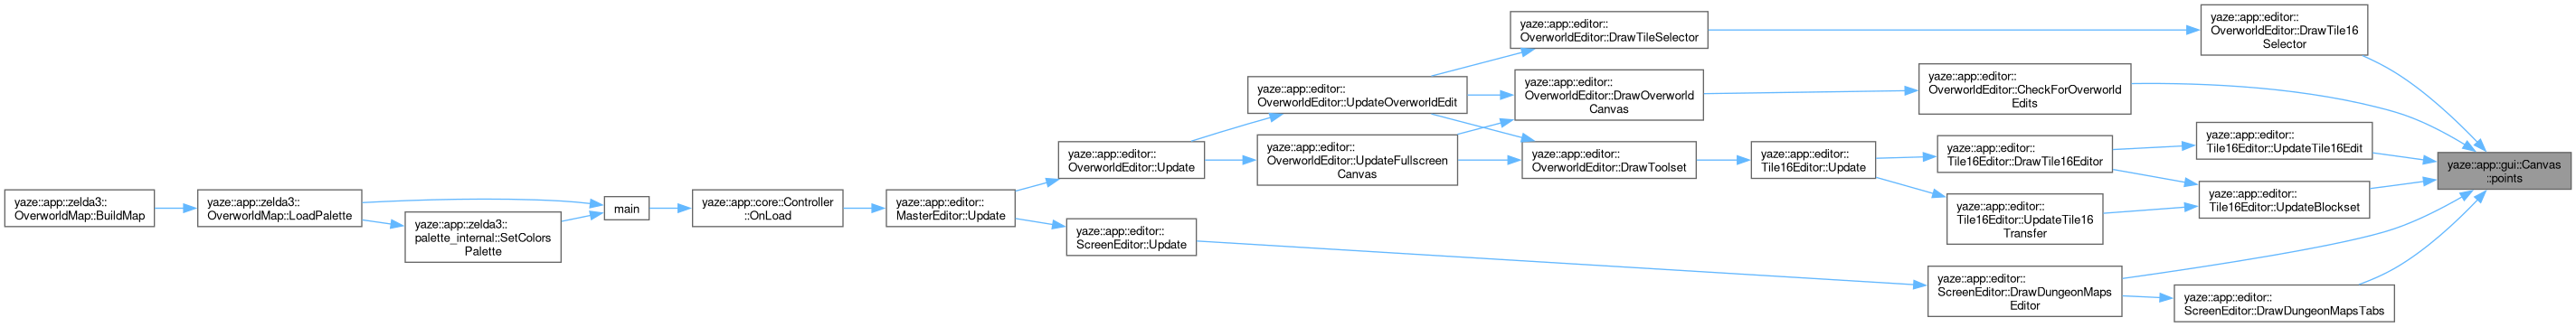 yaze::app::zelda3::
OverworldMap::BuildMap
yaze::app::zelda3::
OverworldMap::LoadPalette
yaze::app::zelda3::
palette_internal::SetColors
Palette
main
yaze::app::core::Controller
::OnLoad
yaze::app::editor::
MasterEditor::Update
yaze::app::editor::
OverworldEditor::Update
yaze::app::editor::
ScreenEditor::Update
yaze::app::editor::
OverworldEditor::UpdateOverworldEdit
yaze::app::editor::
OverworldEditor::UpdateFullscreen
Canvas
yaze::app::editor::
OverworldEditor::DrawTileSelector
yaze::app::editor::
OverworldEditor::DrawOverworld
Canvas
yaze::app::editor::
OverworldEditor::DrawToolset
yaze::app::editor::
Tile16Editor::Update
yaze::app::editor::
OverworldEditor::CheckForOverworld
Edits
yaze::app::editor::
Tile16Editor::DrawTile16Editor
yaze::app::editor::
Tile16Editor::UpdateTile16
Transfer
yaze::app::editor::
ScreenEditor::DrawDungeonMaps
Editor
yaze::app::editor::
OverworldEditor::DrawTile16
Selector
yaze::app::editor::
Tile16Editor::UpdateTile16Edit
yaze::app::editor::
Tile16Editor::UpdateBlockset
yaze::app::editor::
ScreenEditor::DrawDungeonMapsTabs
yaze::app::gui::Canvas
::points